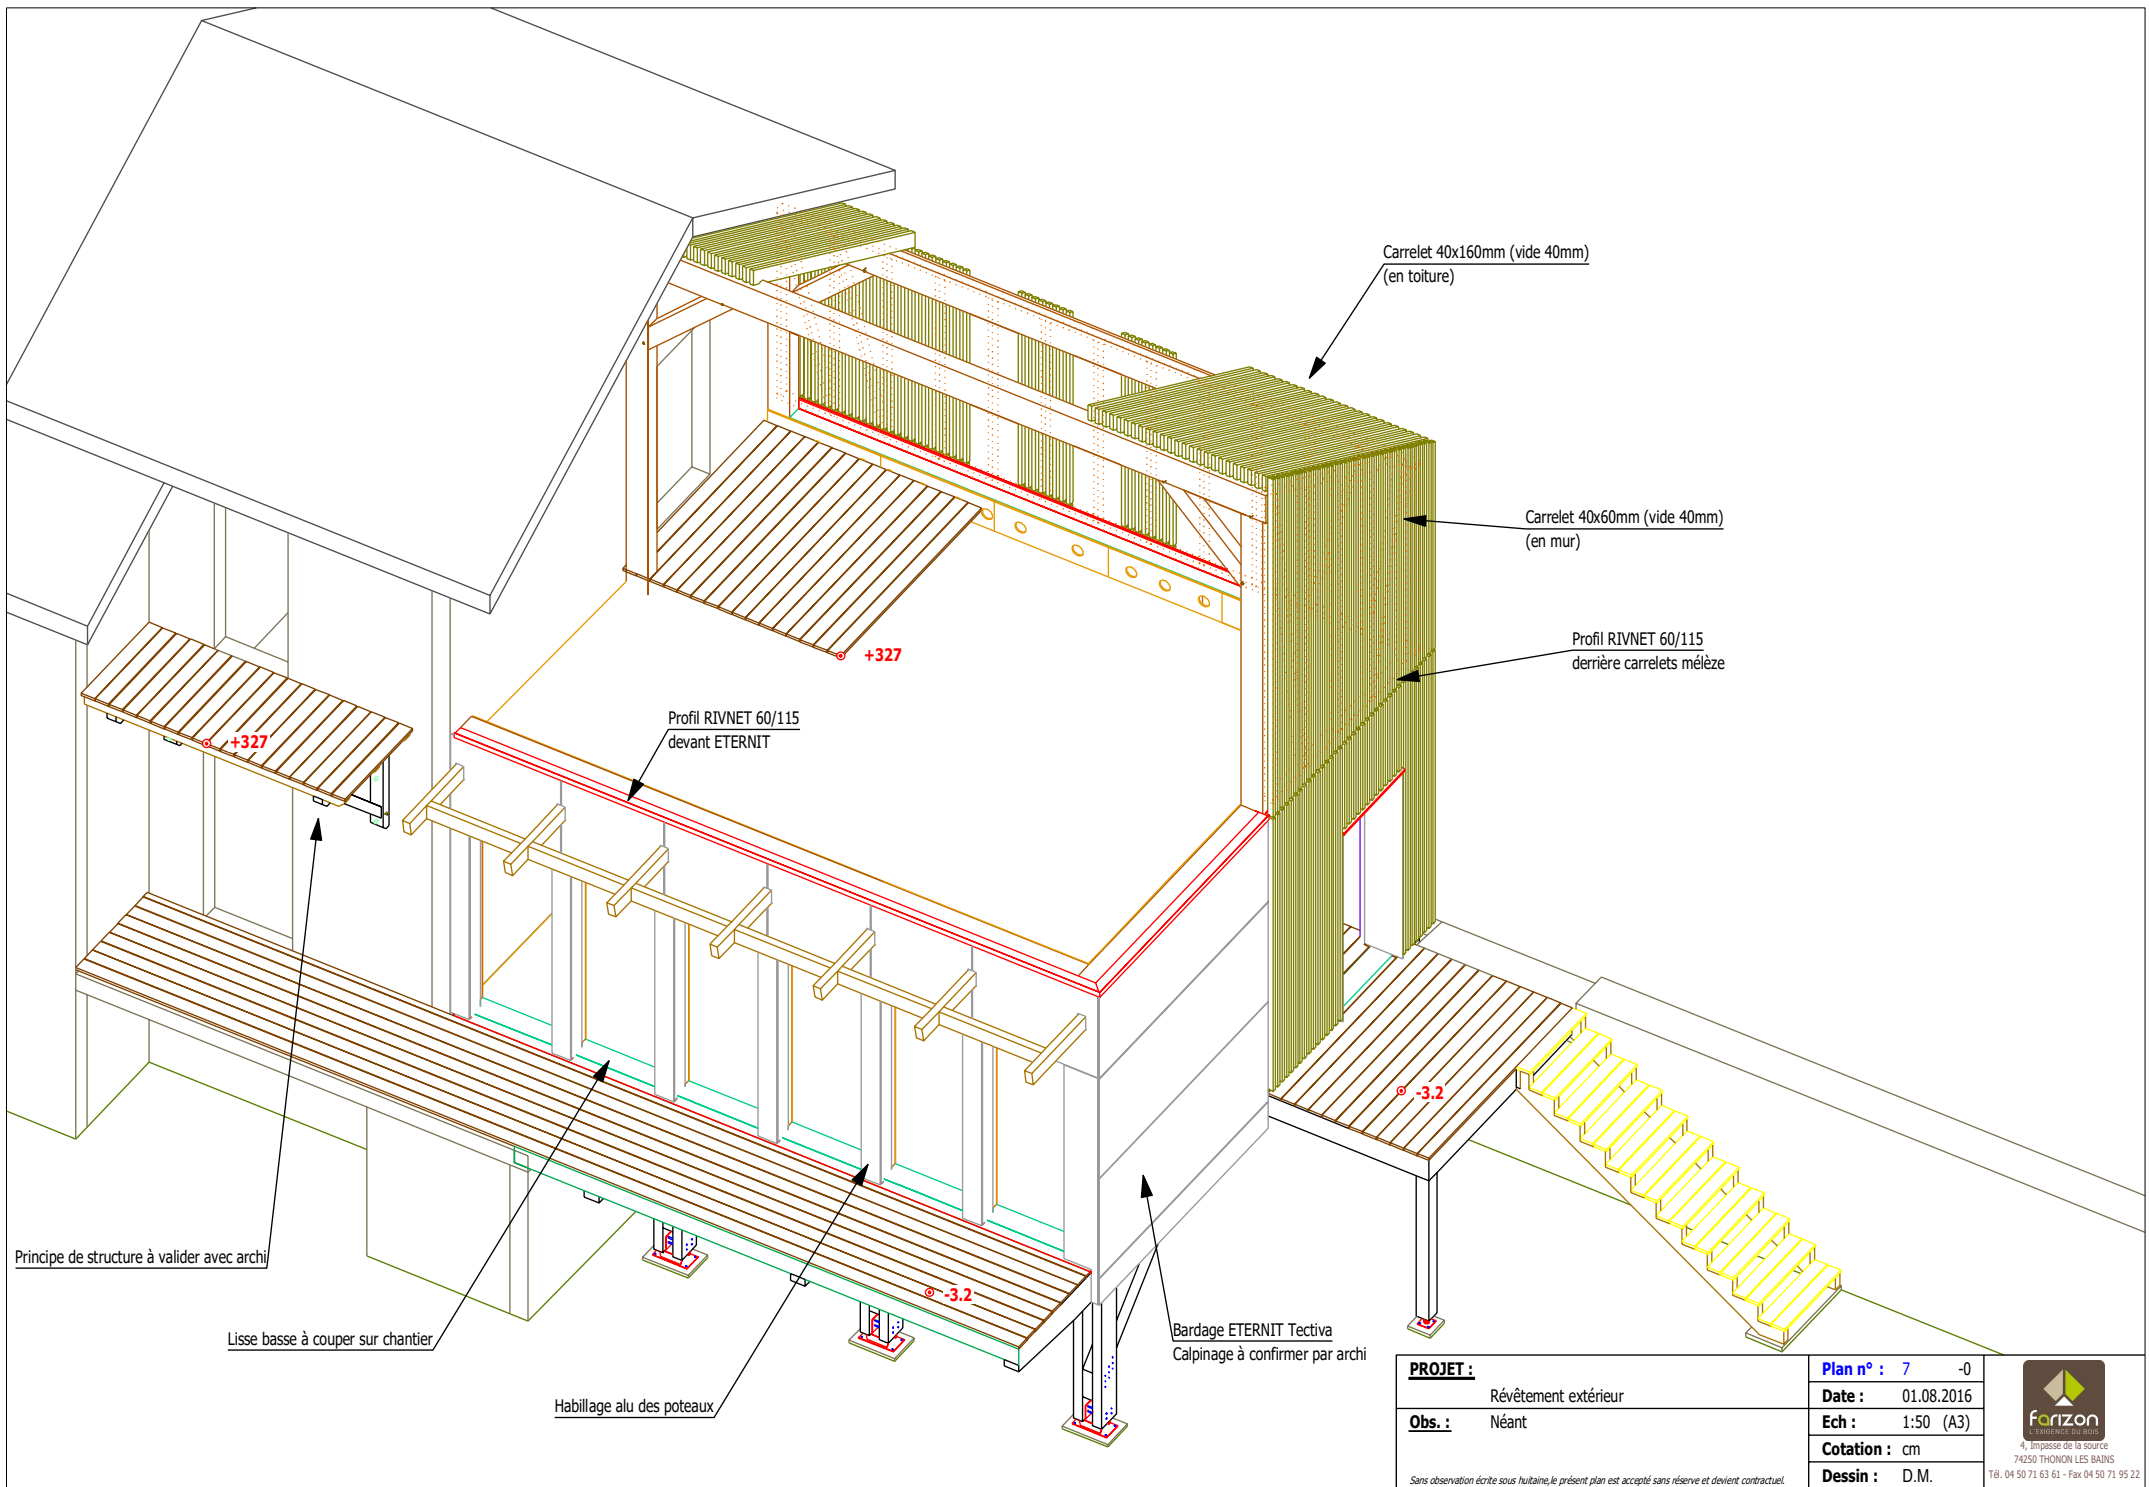 Carrelet 40x160mm (vide 40mm)
(en toiture)
Carrelet 40x60mm (vide 40mm)
(en mur)
Profil RIVNET 60/115
derrière carrelets mélèze
+327
Profil RIVNET 60/115
devant ETERNIT
+327
-3.2
-3.2
Principe de structure à valider avec archi
Lisse basse à couper sur chantier
Habillage alu des poteaux
Bardage ETERNIT Tectiva
Calpinage à confirmer par archi
PROJET :
Révêtement extérieur
Obs. : Néant
Sans observation écrite sous huitaine,le présent plan est accepté sans réserve et devient contractuel.
Plan n° : 7 -0
Date : 01.08.2016
Ech : 1:50 (A3)
Cotation : cm
Dessin : D.M.
farizon
L'EXIGENCE DU BOIS
4, Impasse de la source
74250 THONON LES BAINS
Tél. 04 50 71 63 61 - Fax 04 50 71 95 22